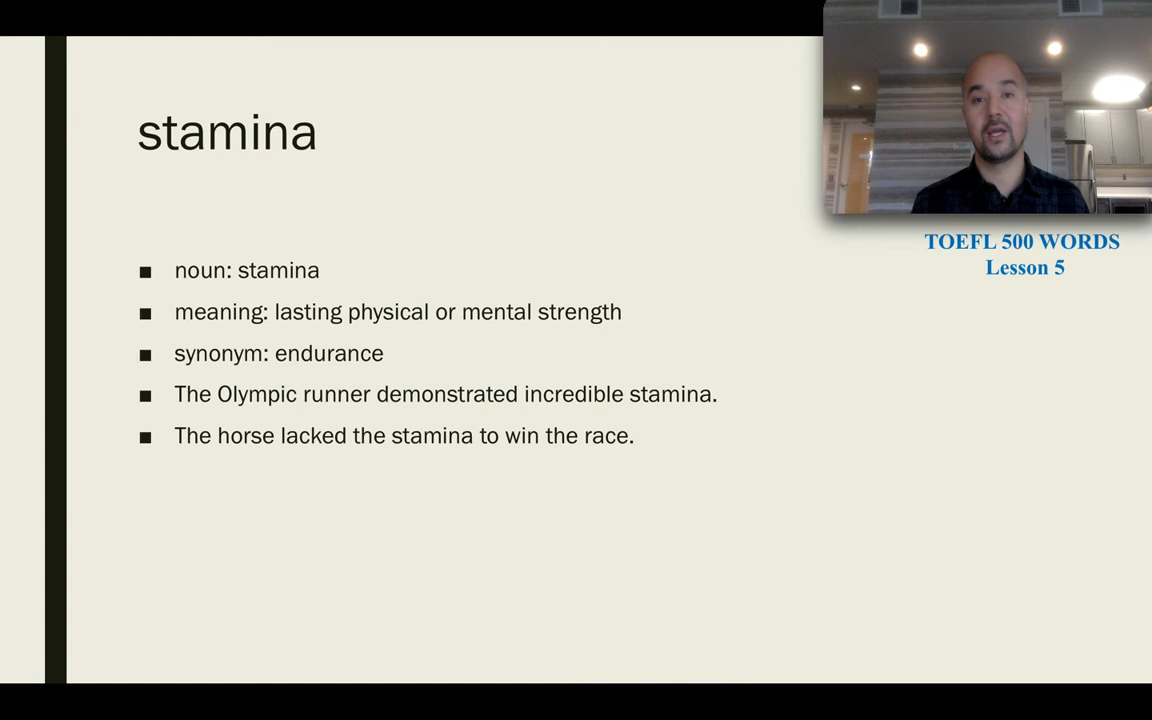 stamina
■ noun: stamina
■ meaning: lasting physical or mental strength
■ synonym: endurance
■ The Olympic runner demonstrated incredible stamina.
■ The horse lacked the stamina to win the race.
TOEFL 500 WORDS
Lesson 5